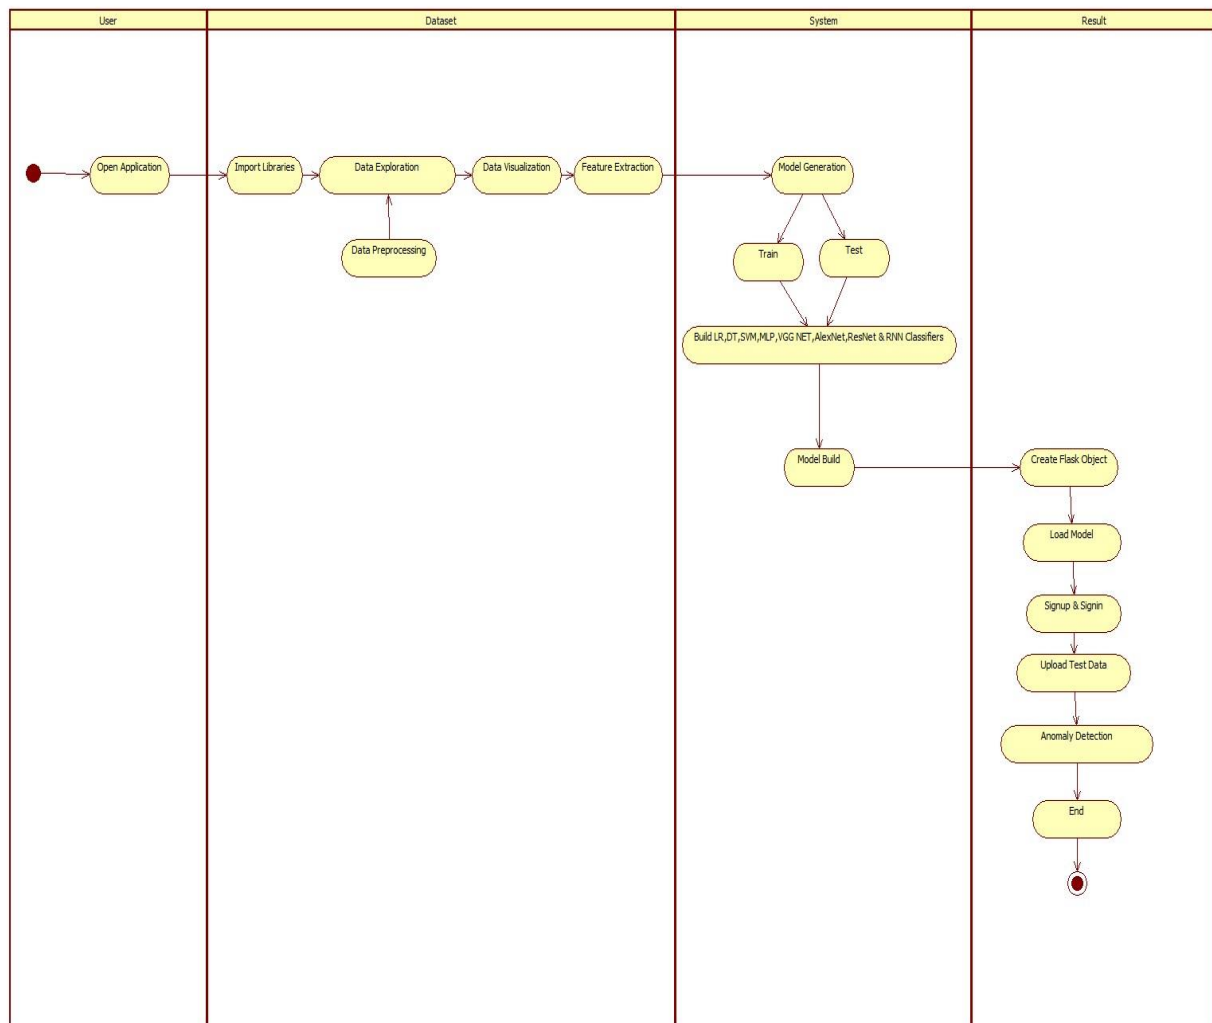 User
Dataset
System
Result
Open Application
Import Libraries
Data Exploration
Data Visualization
Feature Extraction
Model Generation
Data Preprocessing
Train
Test
Build LR,DT,SVM,MLP,VGG NET,AlexNet,ResNet & RNN Classifiers
Model Build
Create Flask Object
Load Model
Signup & Signin
Upload Test Data
Anomaly Detection
End